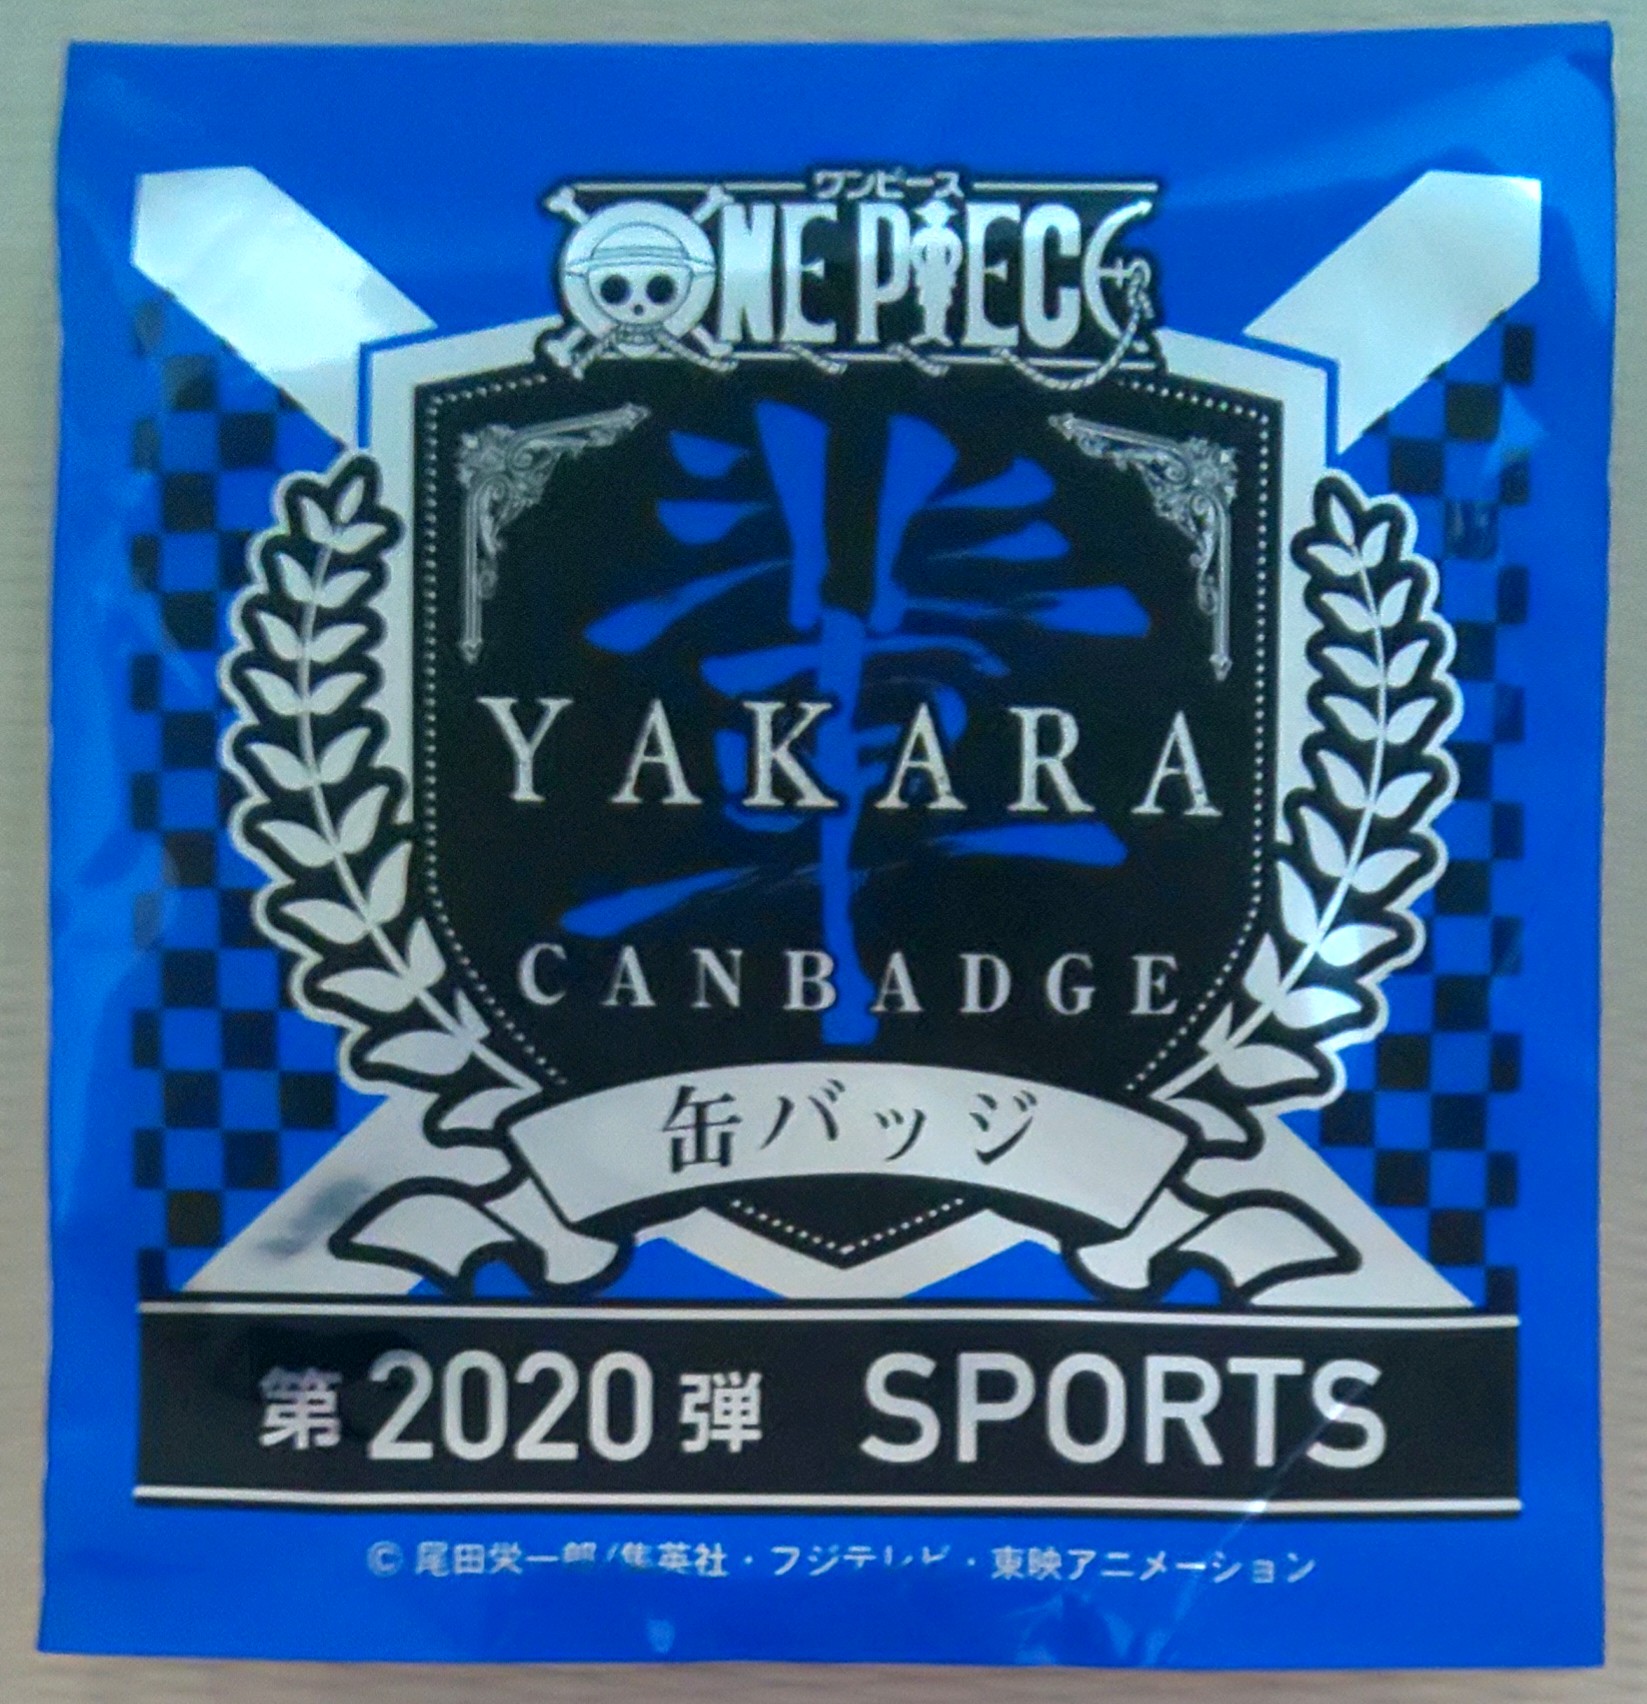 ワンピース
ONE PIECE
輩
YAKARA
CANBADGE
缶バッジ
第2020弾 SPORTS
© 尾田栄一郎/集英社・フジテレビ・東映アニメーション